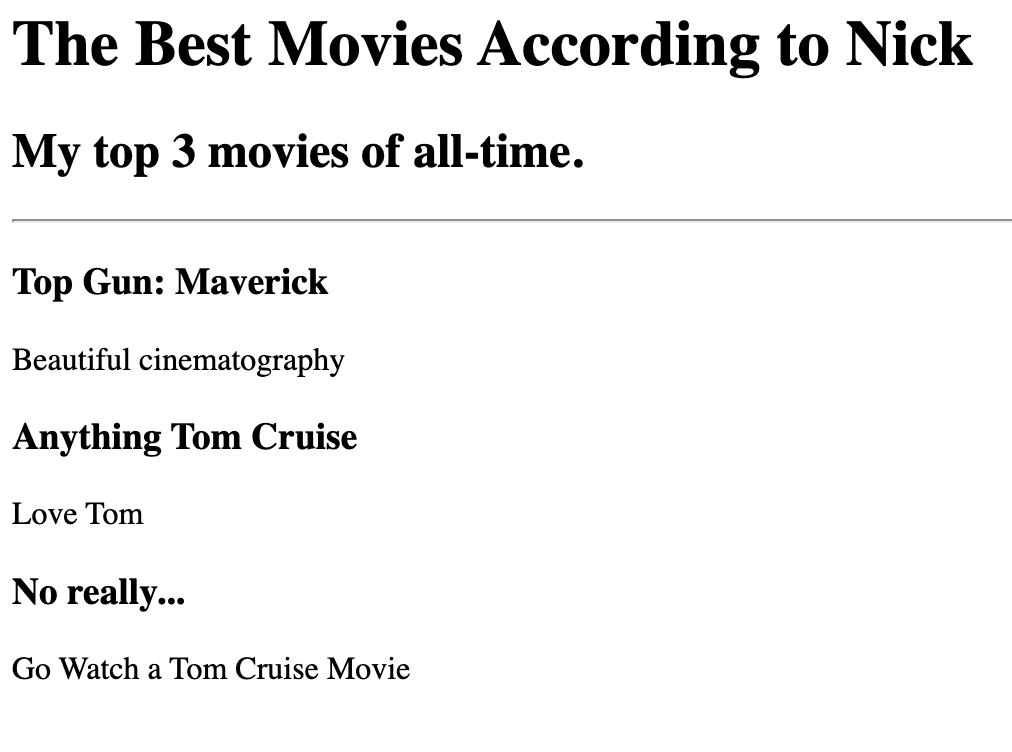 The Best Movies According to Nick
My top 3 movies of all-time.
Top Gun: Maverick
Beautiful cinematography
Anything Tom Cruise
Love Tom
No really...
Go Watch a Tom Cruise Movie